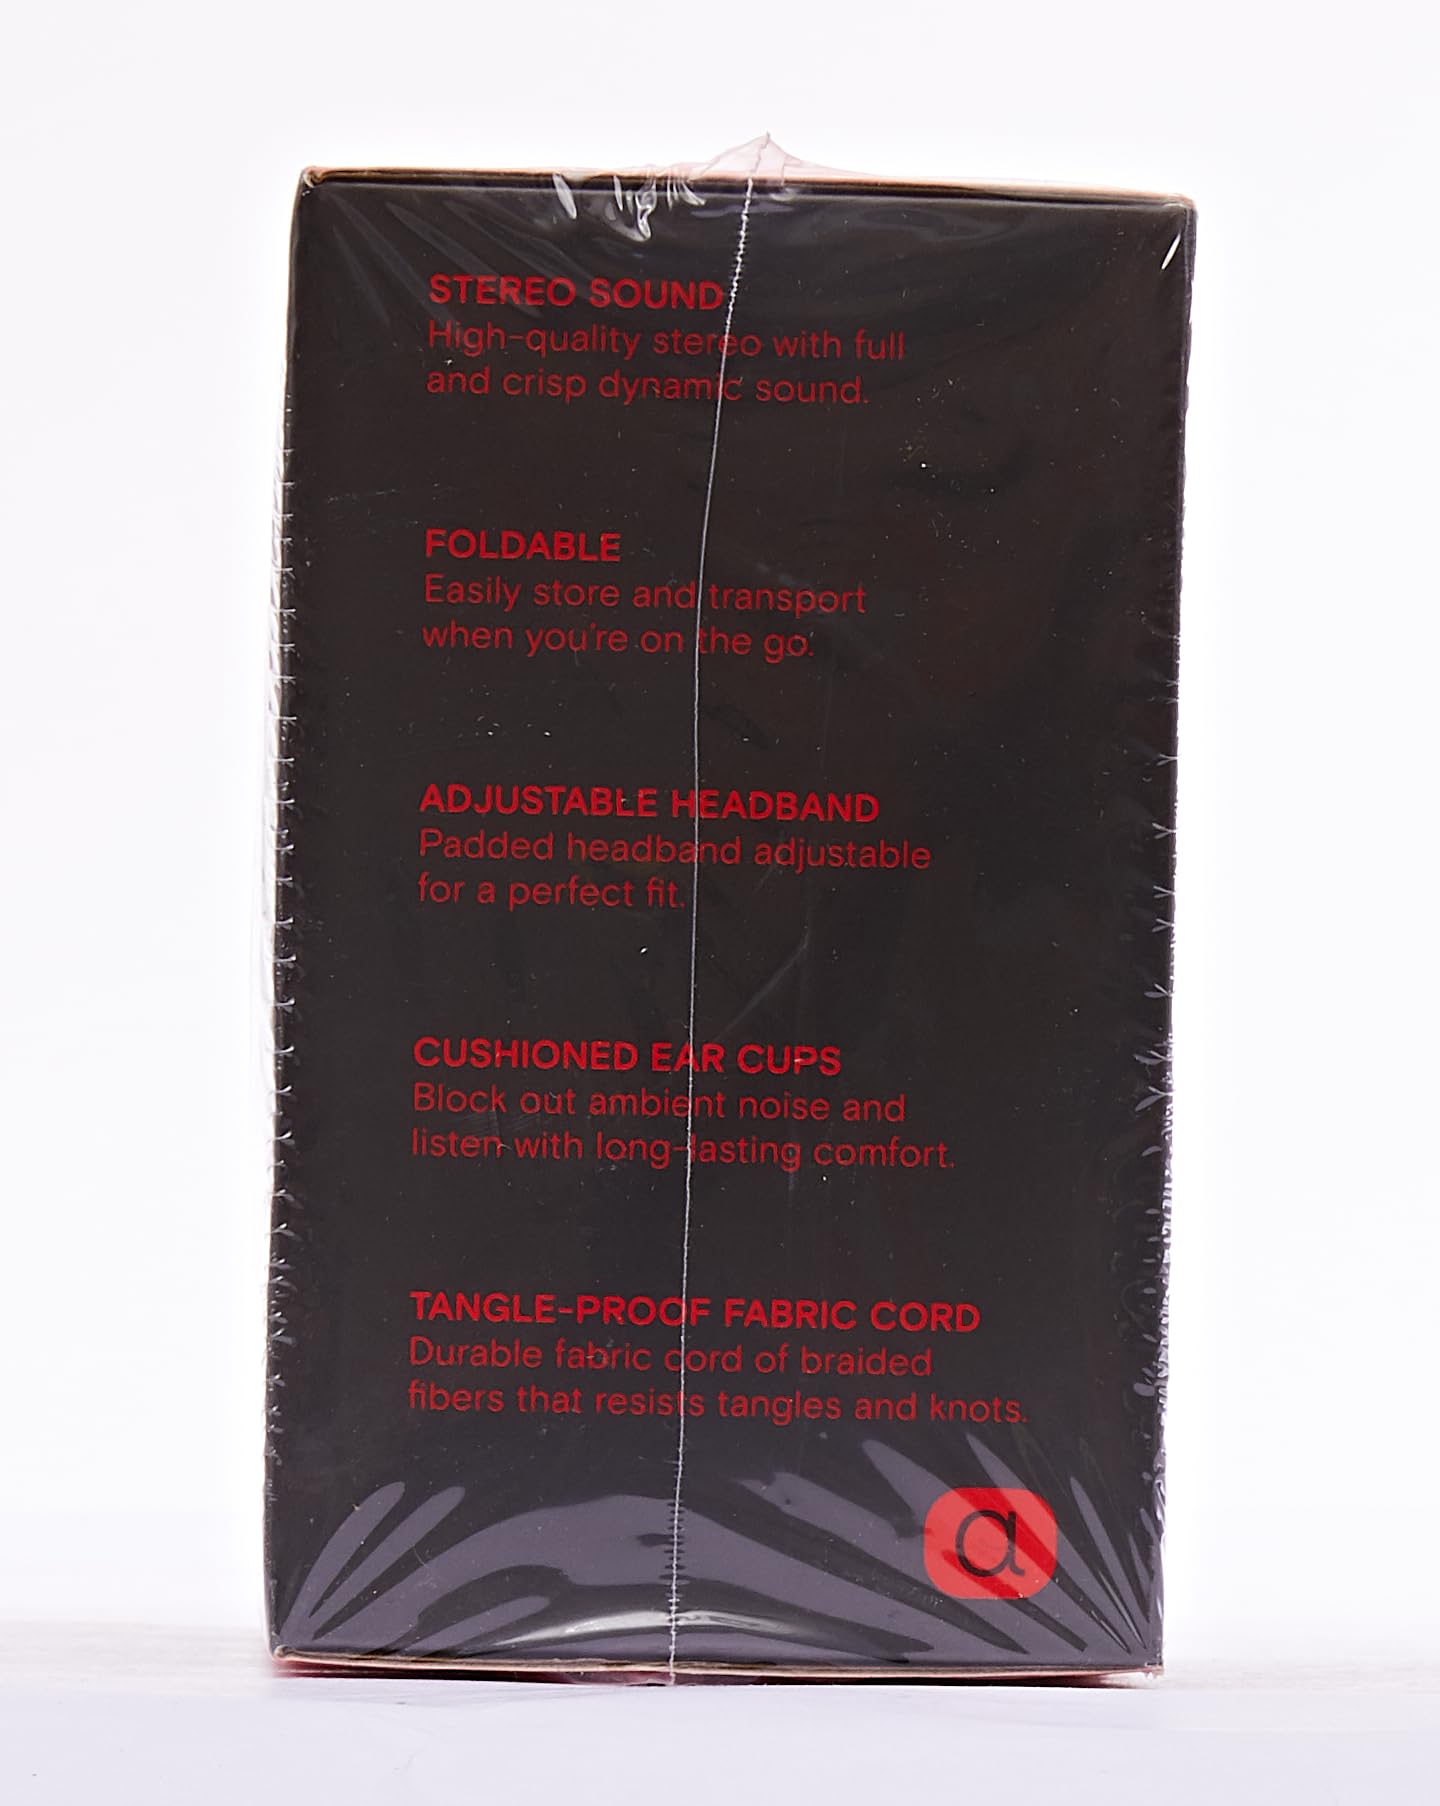 STEREO SOUND
High-quality stereo with full
and crisp dynamic sound.
FOLDABLE
Easily store and transport
when you're on the go.
ADJUSTABLE HEADBAND
Padded headband adjustable
for a perfect fit.
CUSHIONED EAR CUPS
Block out ambient noise and
listen with long-lasting comfort.
TANGLE-PROOF FABRIC CORD
Durable fabric cord of braided
fibers that resists tangles and knots.
a